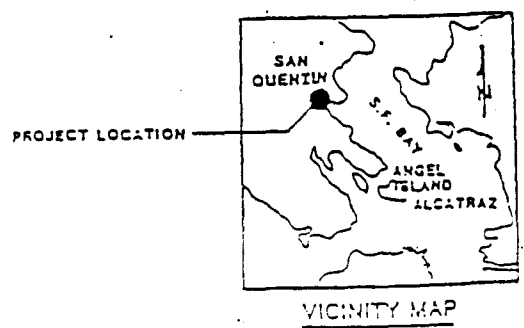 SAN
QUENTIN
PROJECT LOCATION
S.F. BAY
N
ANGEL
ISLAND
ALCATRAZ
VICINITY MAP